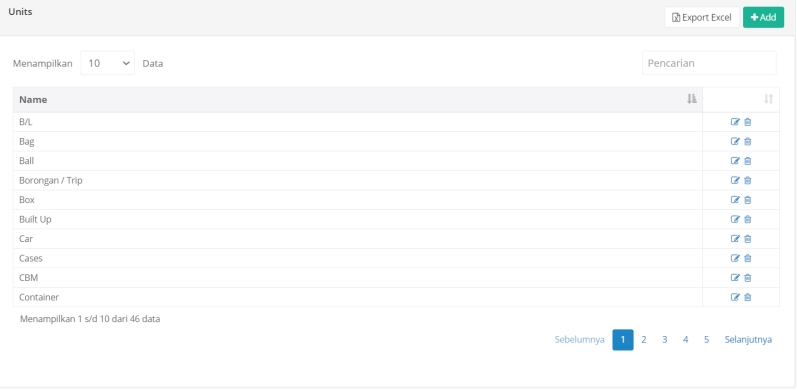 Units
Export Excel
Add
Menampilkan 10 Data
Pencarian
Name
B/L
Bag
Ball
Borongan / Trip
Box
Built Up
Car
Cases
CBM
Container
Menampilkan 1 s/d 10 dari 46 data
Sebelumnya 1 2 3 4 5 Selanjutnya